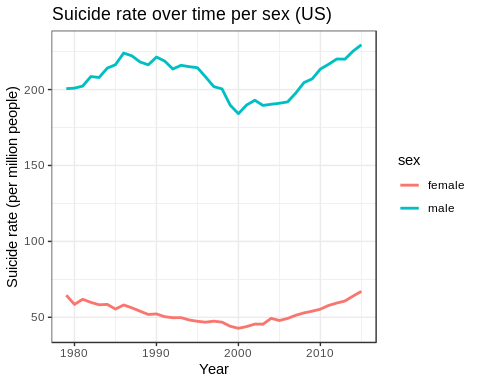 Suicide rate over time per sex (US)
Suicide rate (per million people)
200
150
100
50
1980 1990 2000 2010
Year
sex
female
male